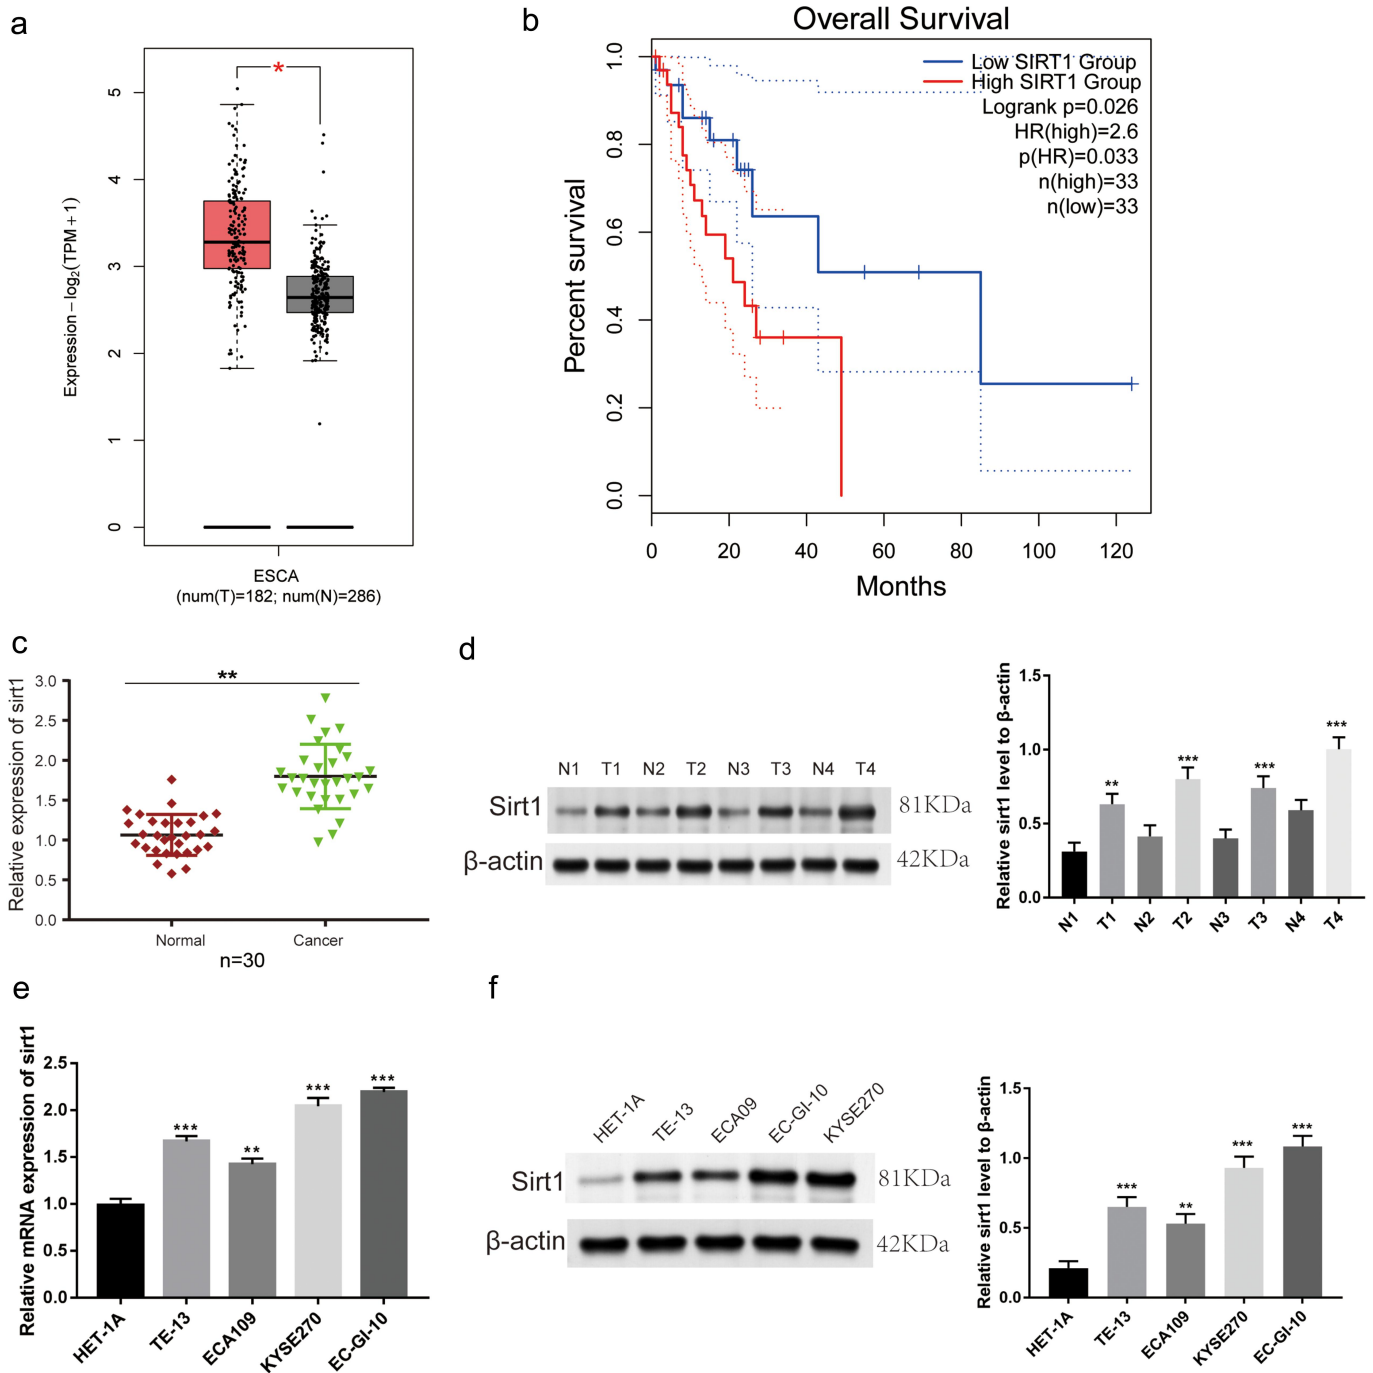 a
*
Expression – log2(TPM + 1)
5
4
3
2
1
0
ESCA
(num(T)=182; num(N)=286)
b
Overall Survival
Low SIRT1 Group
High SIRT1 Group
Logrank p=0.026
HR(high)=2.6
p(HR)=0.033
n(high)=33
n(low)=33
Percent survival
1.0
0.8
0.6
0.4
0.2
0.0
0 20 40 60 80 100 120
Months
c
Relative expression of sirt1
**
3.0
2.5
2.0
1.5
1.0
0.5
0.0
Normal Cancer
n=30
d
N1 T1 N2 T2 N3 T3 N4 T4
Sirt1 81KDa
β-actin 42KDa
Relative sirt1 level to β-actin
1.5
1.0
0.5
0.0
** *** *** ***
N1 T1 N2 T2 N3 T3 N4 T4
e
Relative mRNA expression of sirt1
2.5
2.0
1.5
1.0
0.5
0.0
*** ** *** ***
HET-1A TE-13 ECA109 KYSE270 EC-GI-10
f
HET-1A TE-13 ECA09 EC-GI-10 KYSE270
Sirt1 81KDa
β-actin 42KDa
Relative sirt1 level to β-actin
1.5
1.0
0.5
0.0
*** ** *** ***
HET-1A TE-13 ECA109 KYSE270 EC-GI-10